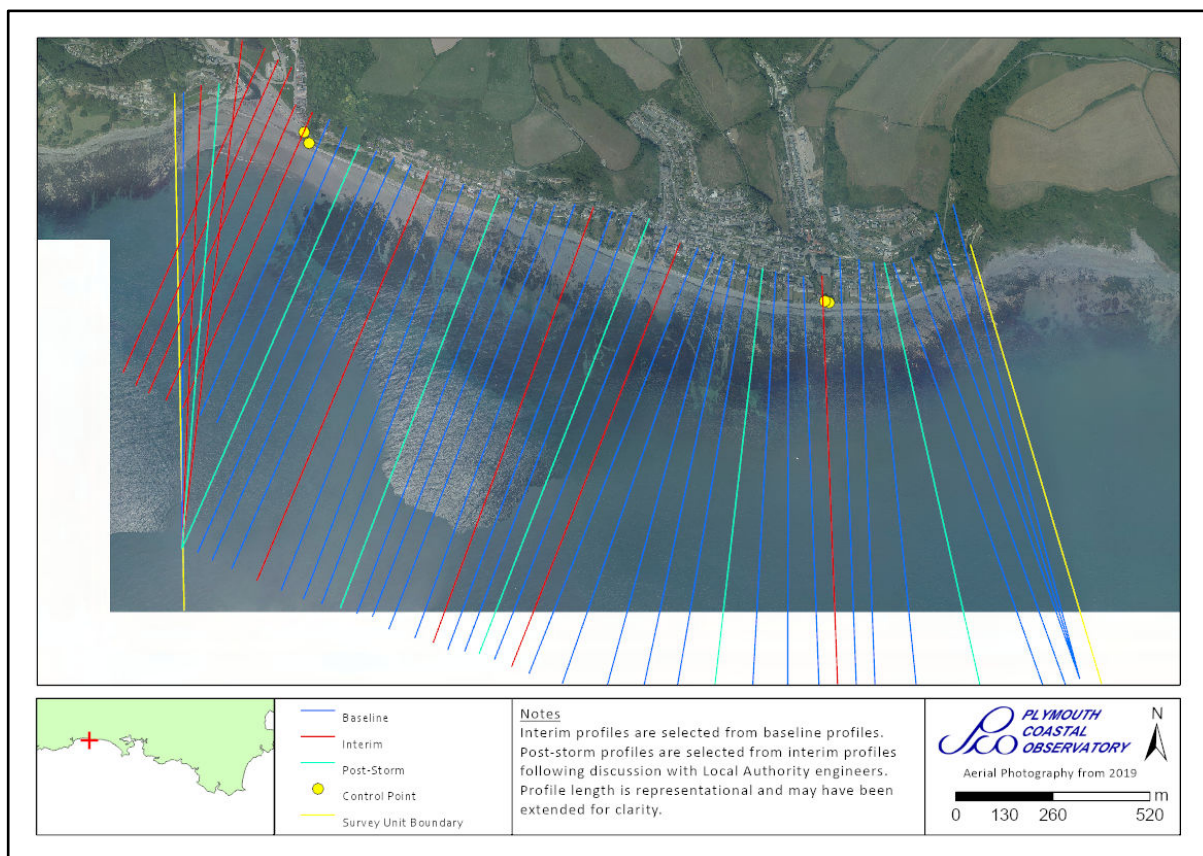 Baseline
Interim
Post-Storm
Control Point
Survey Unit Boundary
Notes
Interim profiles are selected from baseline profiles.
Post-storm profiles are selected from interim profiles
following discussion with Local Authority engineers.
Profile length is representational and may have been
extended for clarity.
PLYMOUTH
COASTAL
OBSERVATORY
N
Aerial Photography from 2019
m
0 130 260 520